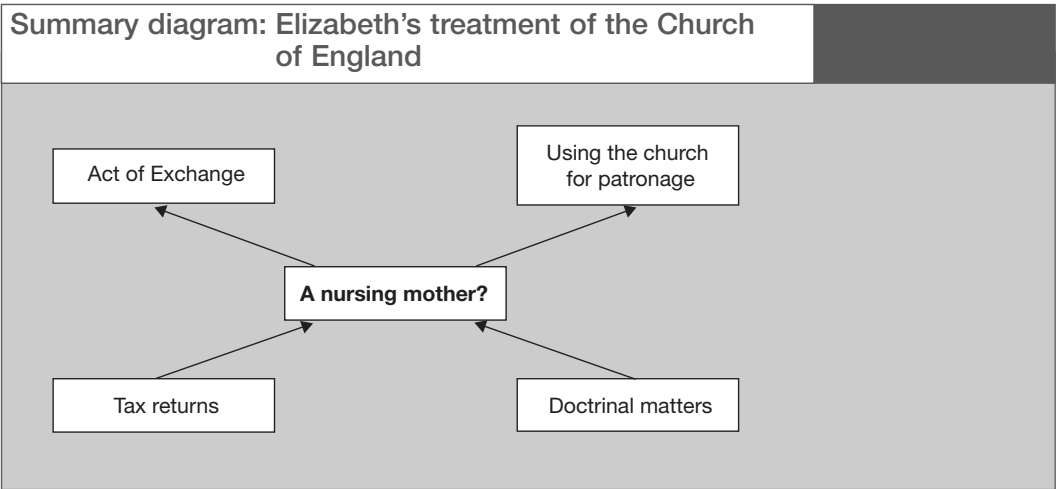 Summary diagram: Elizabeth's treatment of the Church
of England
Act of Exchange
Using the church
for patronage
A nursing mother?
Tax returns
Doctrinal matters